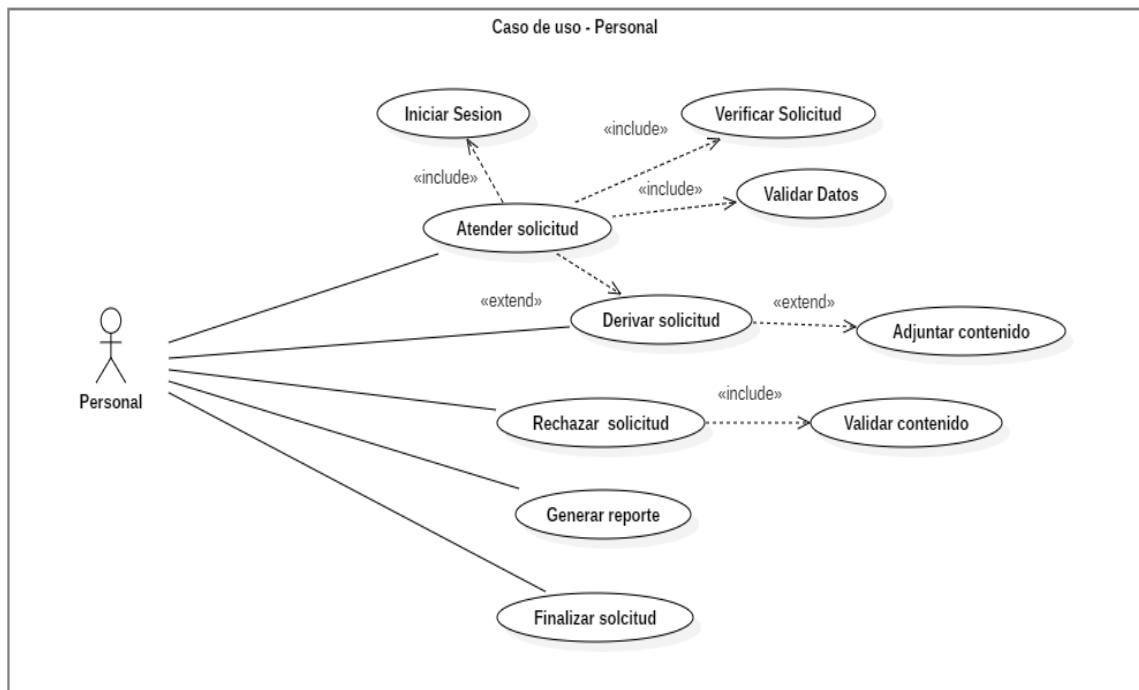 Caso de uso - Personal
Iniciar Sesion
Verificar Solicitud
«include»
«include»
«include»
Validar Datos
Atender solicitud
«extend»
Derivar solicitud
«extend»
Adjuntar contenido
Personal
Rechazar solicitud
«include»
Validar contenido
Generar reporte
Finalizar solcitud